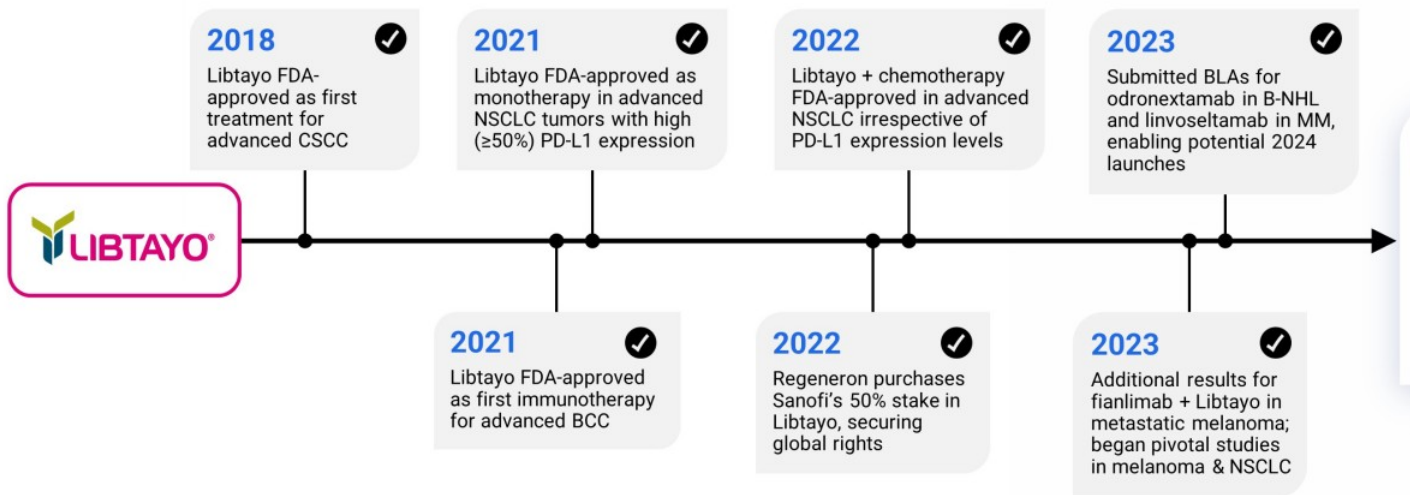 2018
Libtayo FDA-
approved as first
treatment for
advanced CSCC
2021
Libtayo FDA-approved as
monotherapy in advanced
NSCLC tumors with high
(≥50%) PD-L1 expression
2022
Libtayo + chemotherapy
FDA-approved in advanced
NSCLC irrespective of
PD-L1 expression levels
2023
Submitted BLAs for
odronextamab in B-NHL
and linvoseltamab in MM,
enabling potential 2024
launches
LIBTAYO®
2021
Libtayo FDA-approved
as first immunotherapy
for advanced BCC
2022
Regeneron purchases
Sanofi's 50% stake in
Libtayo, securing
global rights
2023
Additional results for
fianlimab + Libtayo in
metastatic melanoma;
began pivotal studies
in melanoma & NSCLC